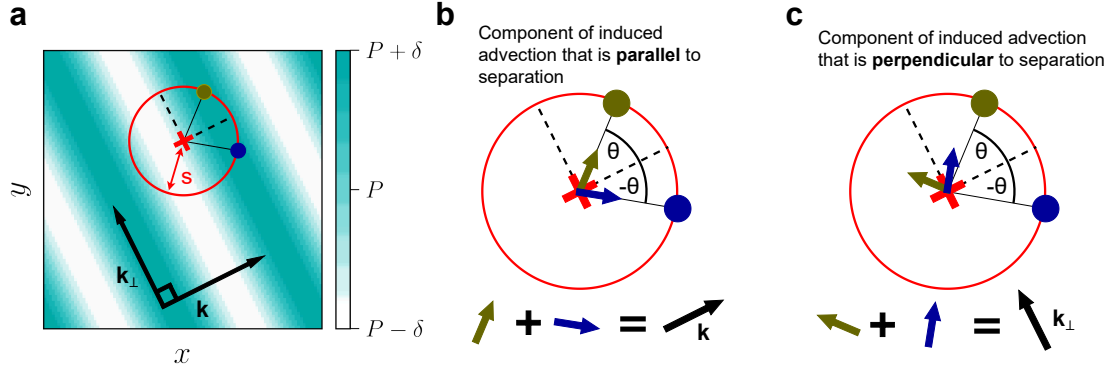 a
P + δ
P
P − δ
y
x
s
k⊥
k
b
Component of induced
advection that is parallel to
separation
θ
-θ
+
=
k
c
Component of induced advection
that is perpendicular to separation
θ
-θ
+
=
k⊥